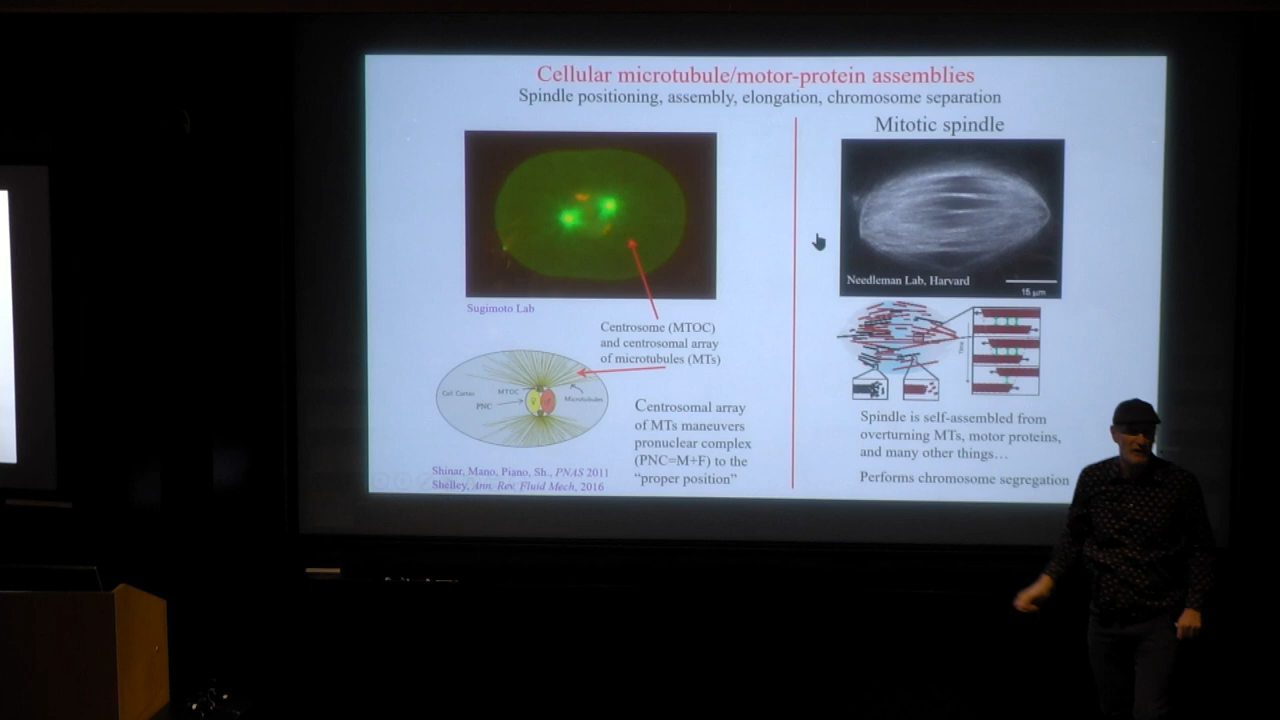 Cellular microtubule/motor-protein assemblies
Spindle positioning, assembly, elongation, chromosome separation
Sugimoto Lab
Centrosome (MTOC)
and centrosomal array
of microtubules (MTs)
Cell Cortex
MTOC
PNC
Microtubules
Centrosomal array
of MTs maneuvers
pronuclear complex
(PNC=M+F) to the
“proper position”
Shinar, Mano, Piano, Sh., PNAS 2011
Shelley, Ann. Rev. Fluid Mech, 2016
Mitotic spindle
Needleman Lab, Harvard
15 μm
Time
Spindle is self-assembled from
overturning MTs, motor proteins,
and many other things…
Performs chromosome segregation